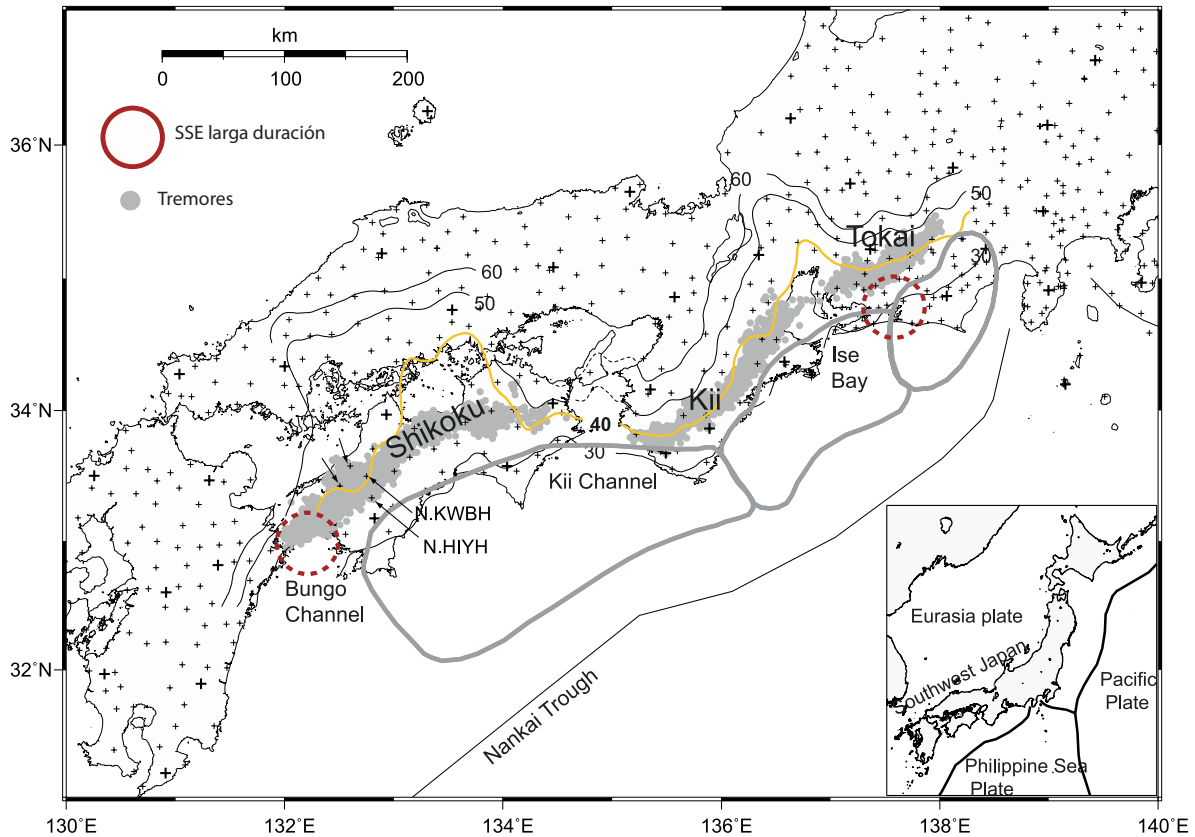 km
0
100
200
SSE larga duración
Tremores
36˚N
34˚N
32˚N
60
50
60
50
30
Tokai
Ise
Bay
Kii
40
30
Kii Channel
Shikoku
N.KWBH
N.HIYH
Bungo
Channel
Nankai Trough
Eurasia plate
Southwest Japan
Pacific
Plate
Philippine Sea
Plate
130˚E
132˚E
134˚E
136˚E
138˚E
140˚E